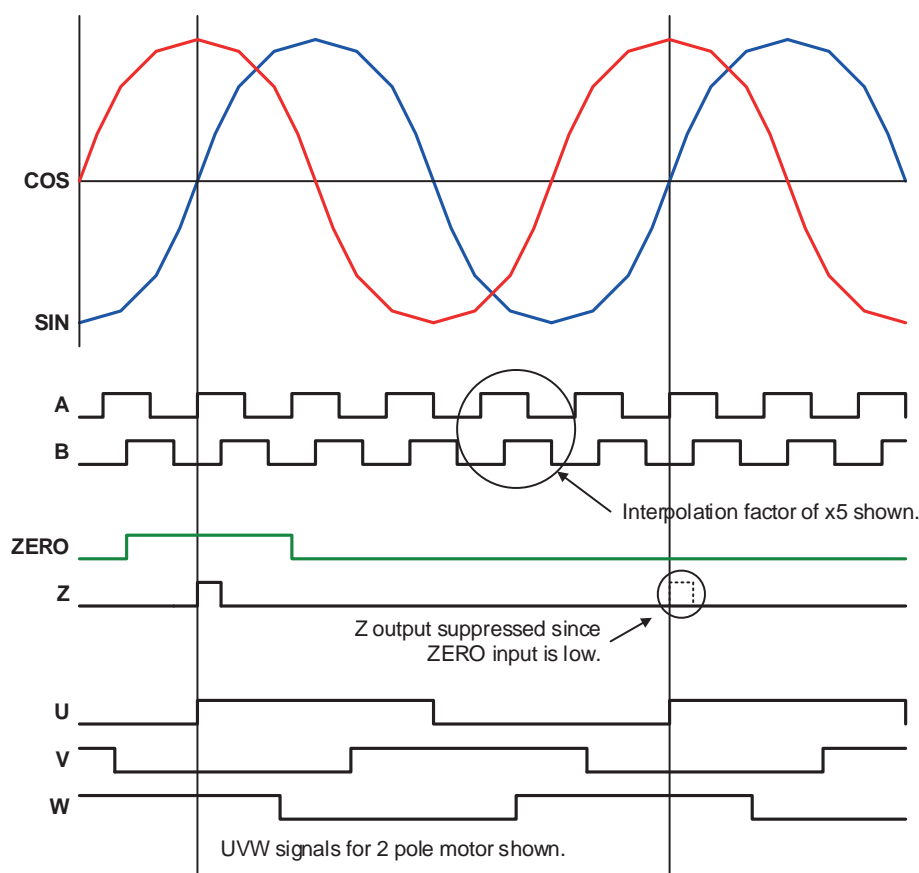 COS
SIN
A
B
Interpolation factor of x5 shown.
ZERO
Z
Z output suppressed since
ZERO input is low.
U
V
W
UVW signals for 2 pole motor shown.